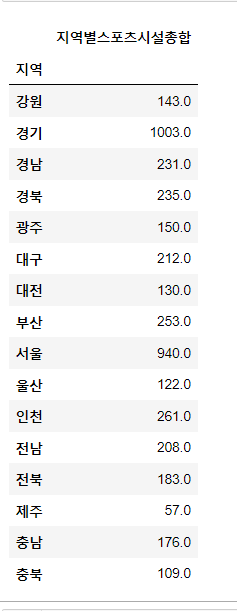 지역별스포츠시설종합
지역
강원 143.0
경기 1003.0
경남 231.0
경북 235.0
광주 150.0
대구 212.0
대전 130.0
부산 253.0
서울 940.0
울산 122.0
인천 261.0
전남 208.0
전북 183.0
제주 57.0
충남 176.0
충북 109.0